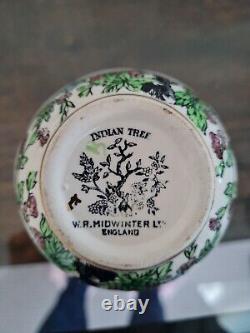 INDIAN TREE
W.R. MIDWINTER LTD
ENGLAND